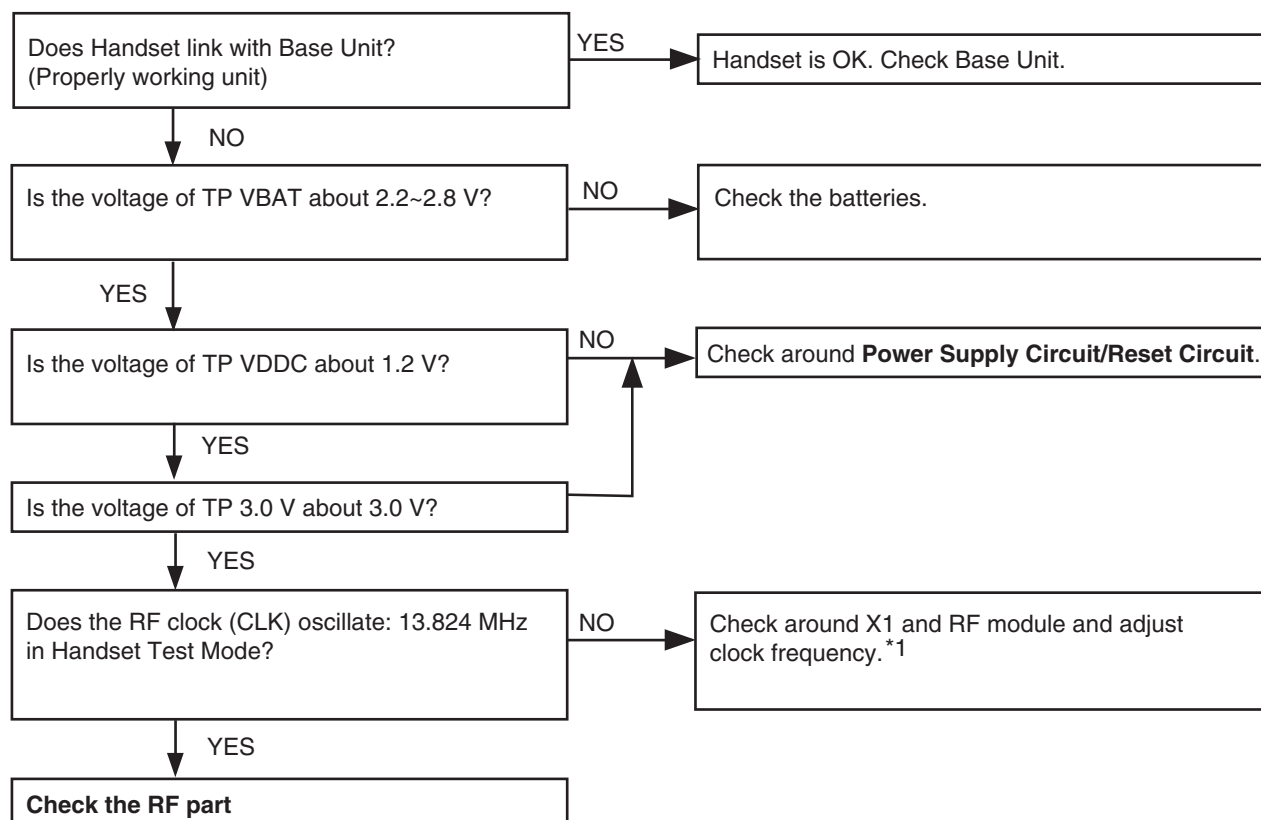 Does Handset link with Base Unit?
(Properly working unit)
YES
Handset is OK. Check Base Unit.
NO
Is the voltage of TP VBAT about 2.2~2.8 V?
NO
Check the batteries.
YES
Is the voltage of TP VDDC about 1.2 V?
NO
Check around Power Supply Circuit/Reset Circuit.
YES
Is the voltage of TP 3.0 V about 3.0 V?
YES
Does the RF clock (CLK) oscillate: 13.824 MHz
in Handset Test Mode?
NO
Check around X1 and RF module and adjust
clock frequency.*1
YES
Check the RF part